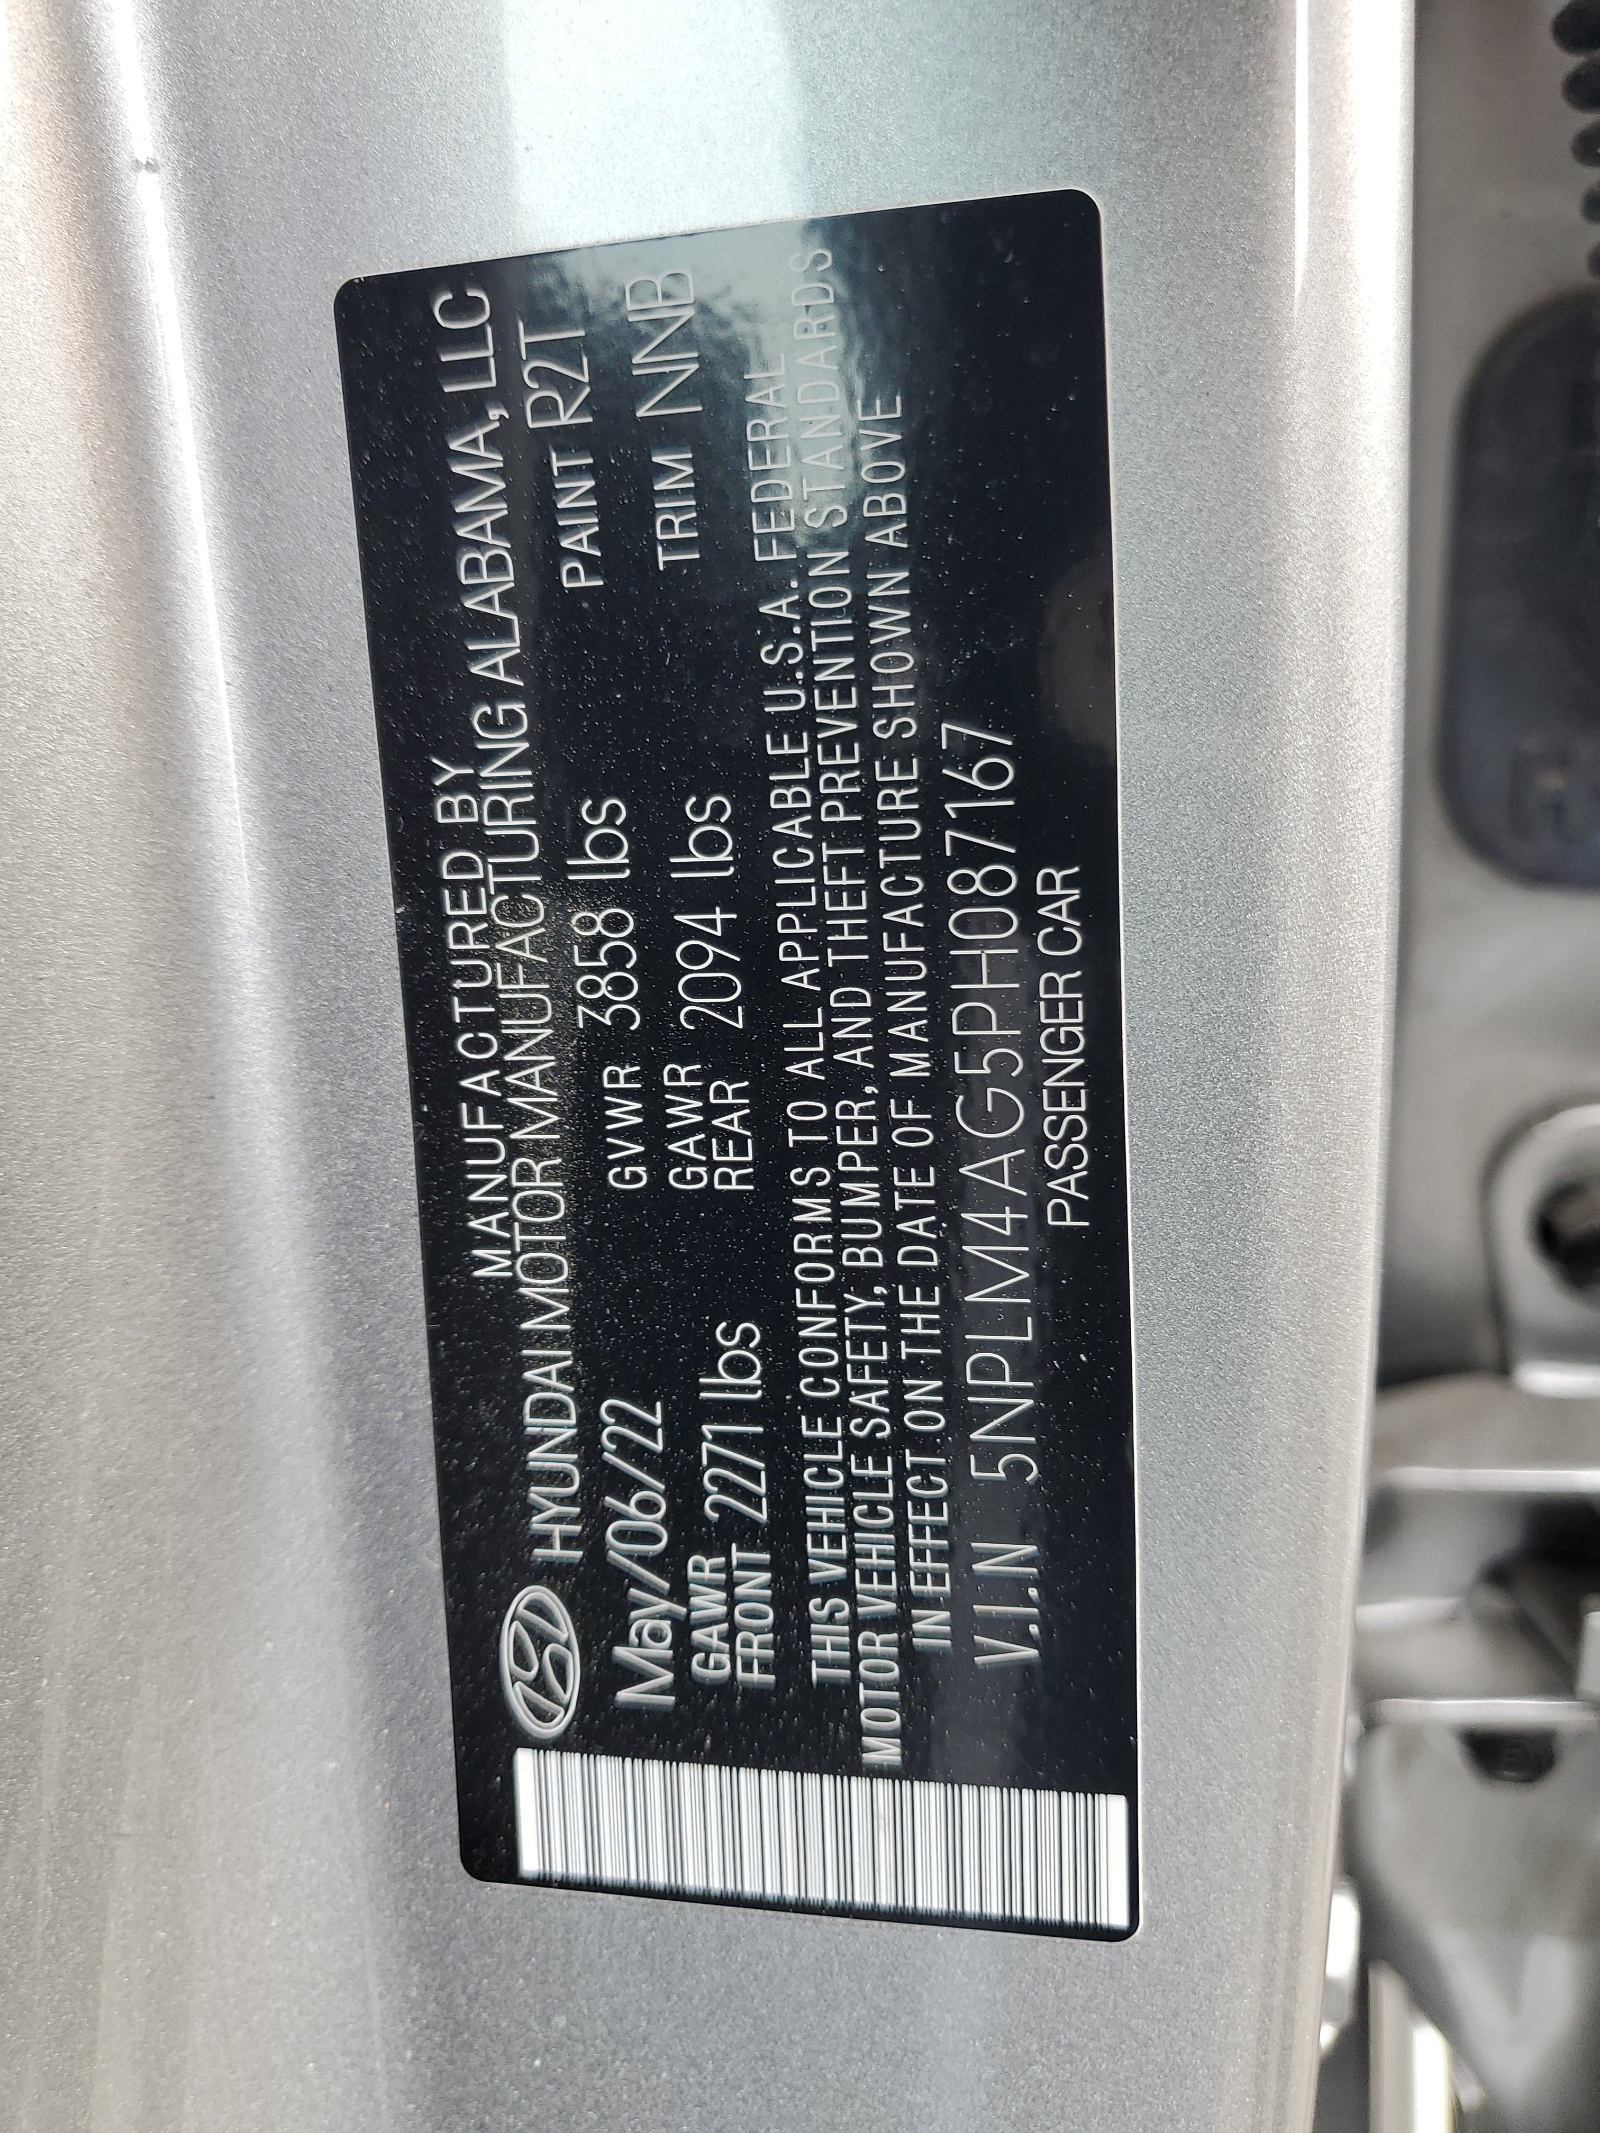 MANUFACTURED BY
HYUNDAI MOTOR MANUFACTURING ALABAMA, LLC
May/06/22 GVWR 3858 lbs PAINT R2T
GAWR FRONT 2271 lbs GAWR REAR 2094 lbs TRIM NNB
THIS VEHICLE CONFORMS TO ALL APPLICABLE U.S.A. FEDERAL
MOTOR VEHICLE SAFETY, BUMPER, AND THEFT PREVENTION STANDARDS
IN EFFECT ON THE DATE OF MANUFACTURE SHOWN ABOVE
V.I.N 5NPLM4AG5PH087167
PASSENGER CAR